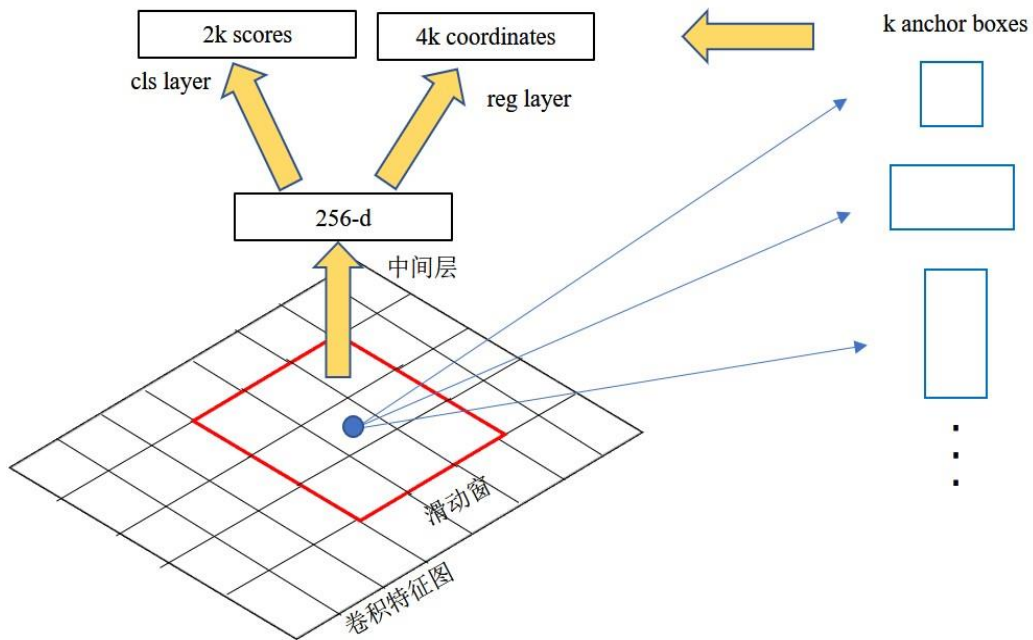 2k scores
4k coordinates
k anchor boxes
cls layer
reg layer
256-d
中间层
滑动窗
卷积特征图